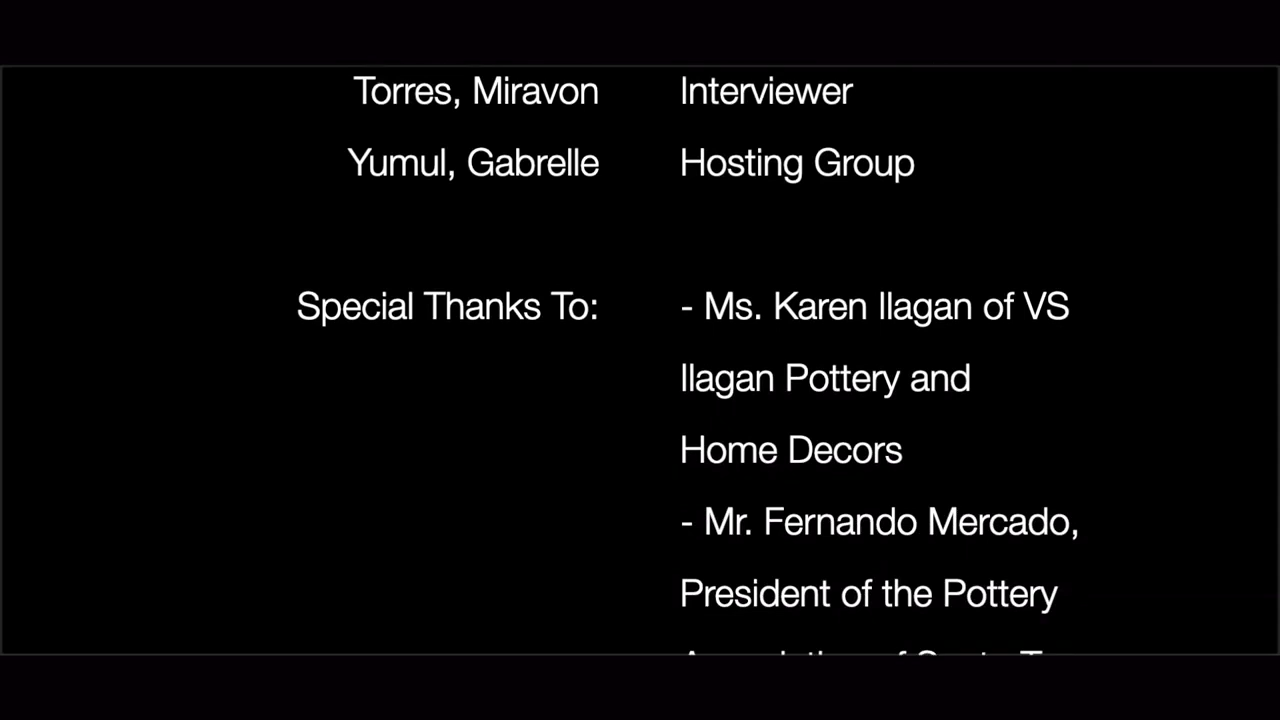 Torres, Miravon Interviewer
Yumul, Gabrelle Hosting Group
Special Thanks To: - Ms. Karen Ilagan of VS
Ilagan Pottery and
Home Decors
- Mr. Fernando Mercado,
President of the Pottery